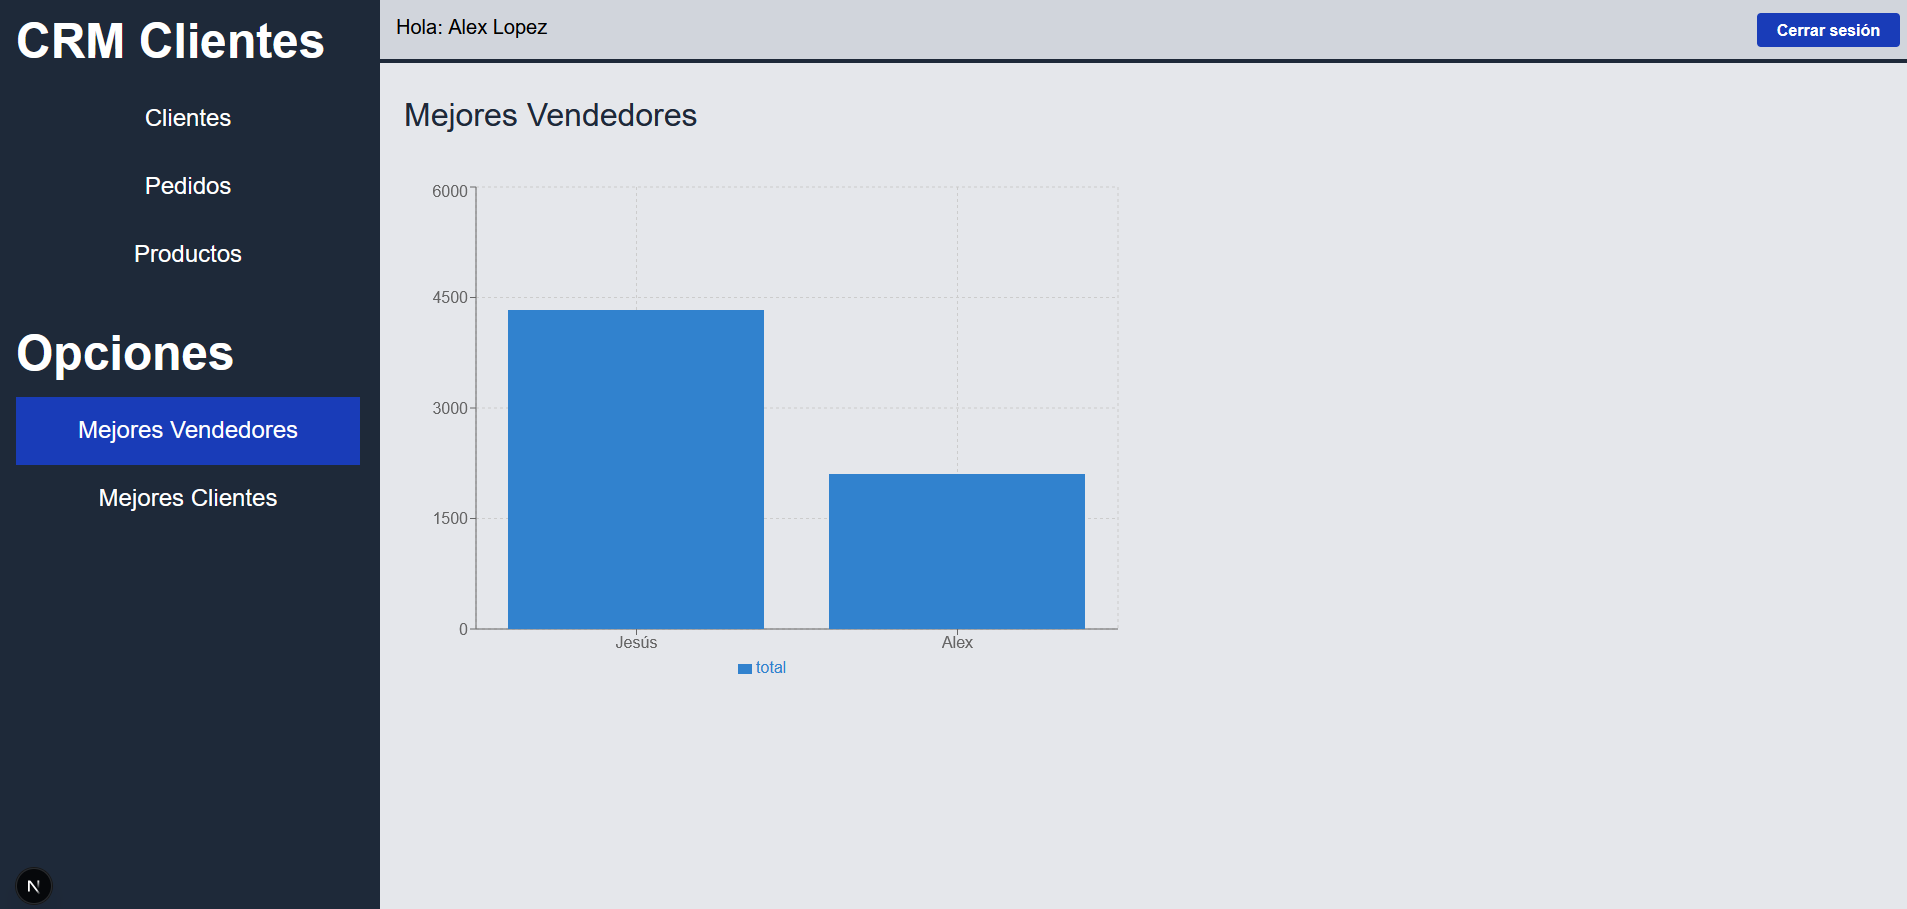 CRM Clientes
Clientes
Pedidos
Productos
Opciones
Mejores Vendedores
Mejores Clientes
N
Hola: Alex Lopez
Cerrar sesión
Mejores Vendedores
6000
4500
3000
1500
0
Jesús
Alex
total